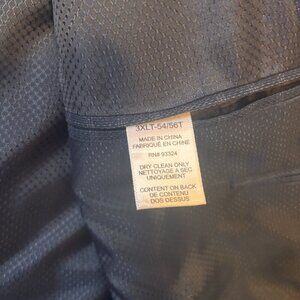 3XLT-54/56T
MADE IN CHINA
FABRIQUÉ EN CHINE
RN# 93324
DRY CLEAN ONLY
NETTOYAGE A SEC
UNIQUEMENT
CONTENT ON BACK
DE CONTENU
DOS DESSUS